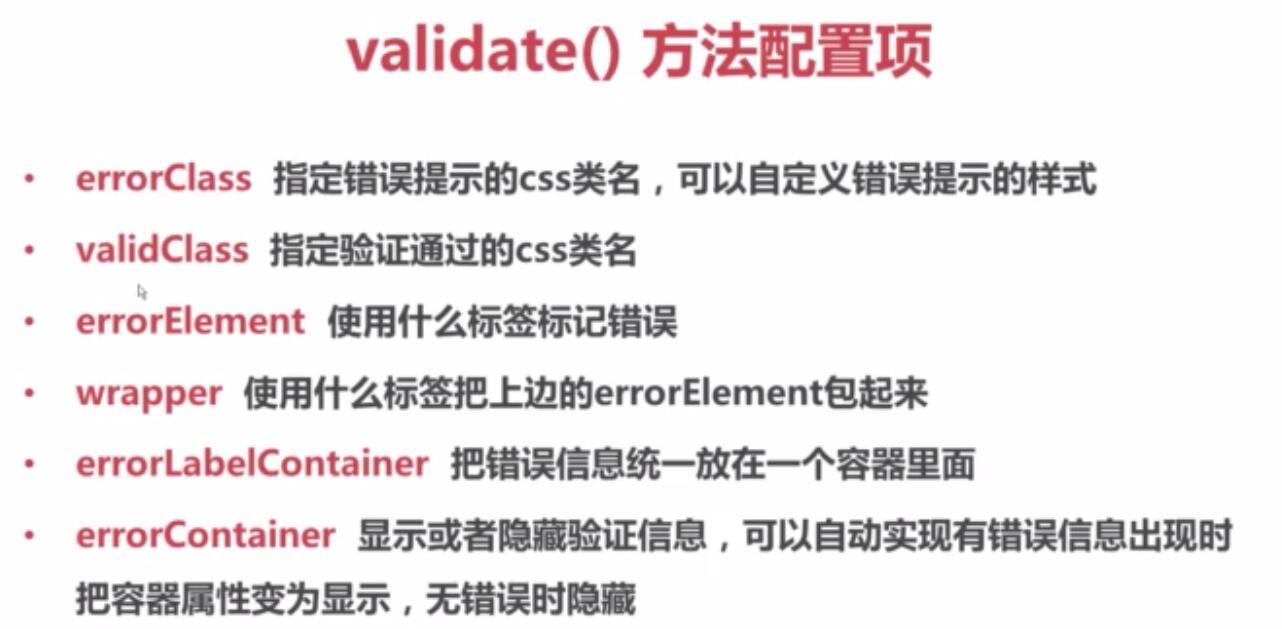 validate() 方法配置项
• errorClass 指定错误提示的css类名，可以自定义错误提示的样式
• validClass 指定验证通过的css类名
• errorElement 使用什么标签标记错误
• wrapper 使用什么标签把上边的errorElement包起来
• errorLabelContainer 把错误信息统一放在一个容器里面
• errorContainer 显示或者隐藏验证信息，可以自动实现有错误信息出现时
把容器属性变为显示，无错误时隐藏